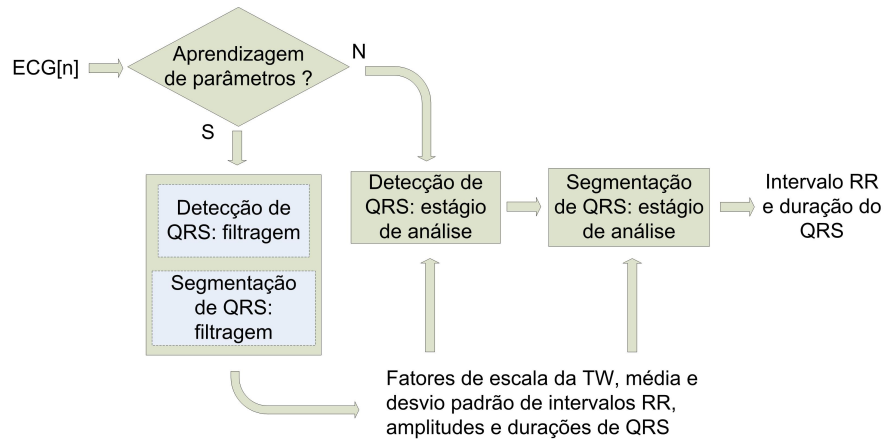 ECG[n]
Aprendizagem
de parâmetros ?
N
S
Detecção de
QRS: filtragem
Segmentação
de QRS:
filtragem
Detecção de
QRS: estágio
de análise
Segmentação
de QRS: estágio
de análise
Intervalo RR
e duração do
QRS
Fatores de escala da TW, média e
desvio padrão de intervalos RR,
amplitudes e durações de QRS